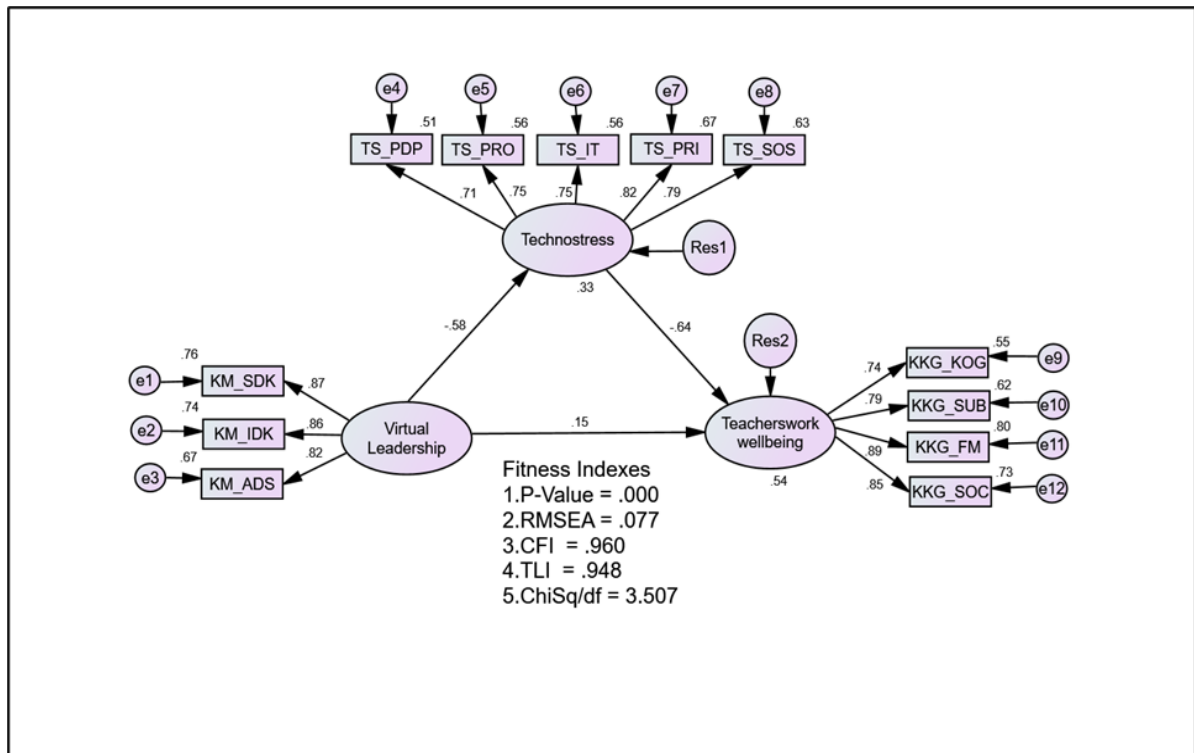 e4 e5 e6 e7 e8
.51 .56 .56 .67 .63
TS_PDP TS_PRO TS_IT TS_PRI TS_SOS
.71 .75 .75 .82 .79
Technostress
Res1
.33
-.58
-.64
Res2
.76
e1 KM_SDK .87
.74
e2 KM_IDK .86
.67
e3 KM_ADS .82
Virtual
Leadership
.15
Teacherswork
wellbeing
.54
.74 KKG_KOG .55 e9
.79 KKG_SUB .62 e10
.89 KKG_FM .80 e11
.85 KKG_SOC .73 e12
Fitness Indexes
1.P-Value = .000
2.RMSEA = .077
3.CFI = .960
4.TLI = .948
5.ChiSq/df = 3.507